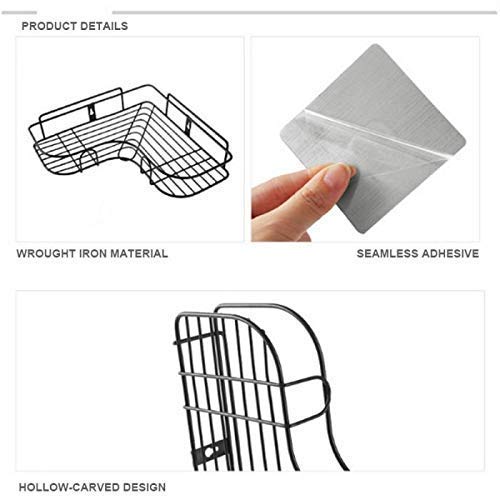 PRODUCT DETAILS
WROUGHT IRON MATERIAL
SEAMLESS ADHESIVE
HOLLOW-CARVED DESIGN